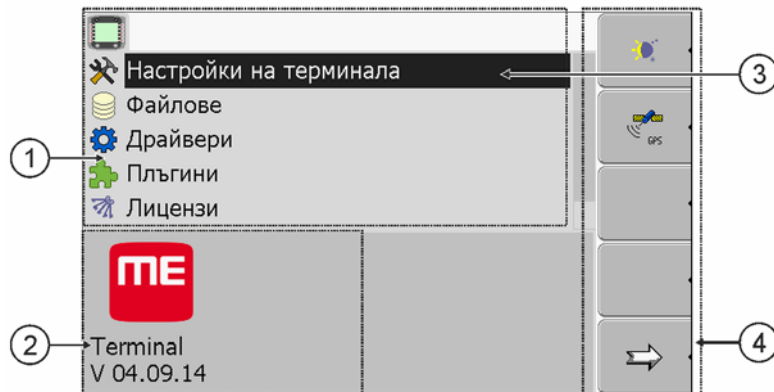 Настройки на терминала
Файлове
Драйвери
Плъгини
Лицензи
ME
Terminal
V 04.09.14
GPS
1
2
3
4